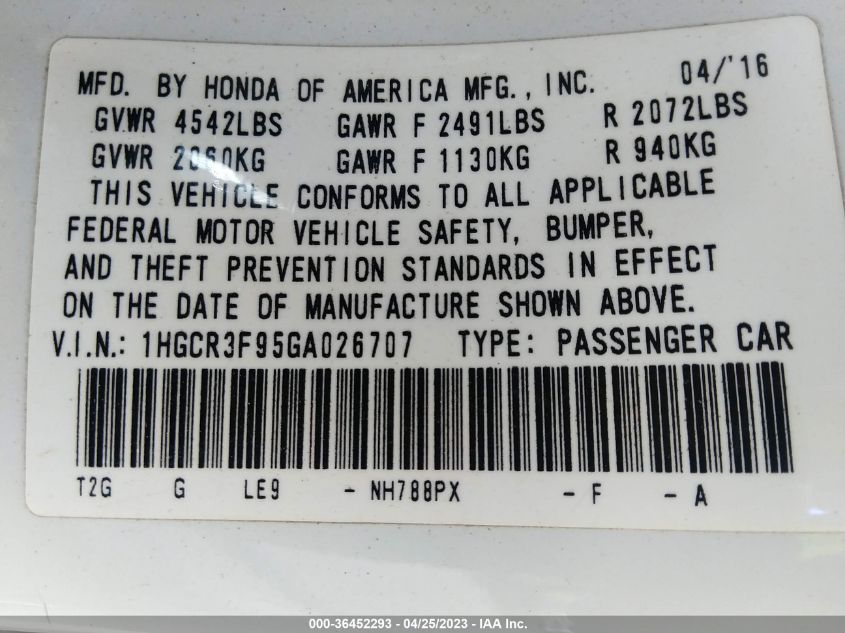 MFD. BY HONDA OF AMERICA MFG., INC. 04/'16
GVWR 4542LBS GAWR F 2491LBS R 2072LBS
GVWR 2060KG GAWR F 1130KG R 940KG
THIS VEHICLE CONFORMS TO ALL APPLICABLE
FEDERAL MOTOR VEHICLE SAFETY, BUMPER,
AND THEFT PREVENTION STANDARDS IN EFFECT
ON THE DATE OF MANUFACTURE SHOWN ABOVE.
V.I.N.: 1HGCR3F95GA026707 TYPE: PASSENGER CAR
T2G G LE9 - NH788PX - F - A
000-36452293 - 04/25/2023 - IAA Inc.